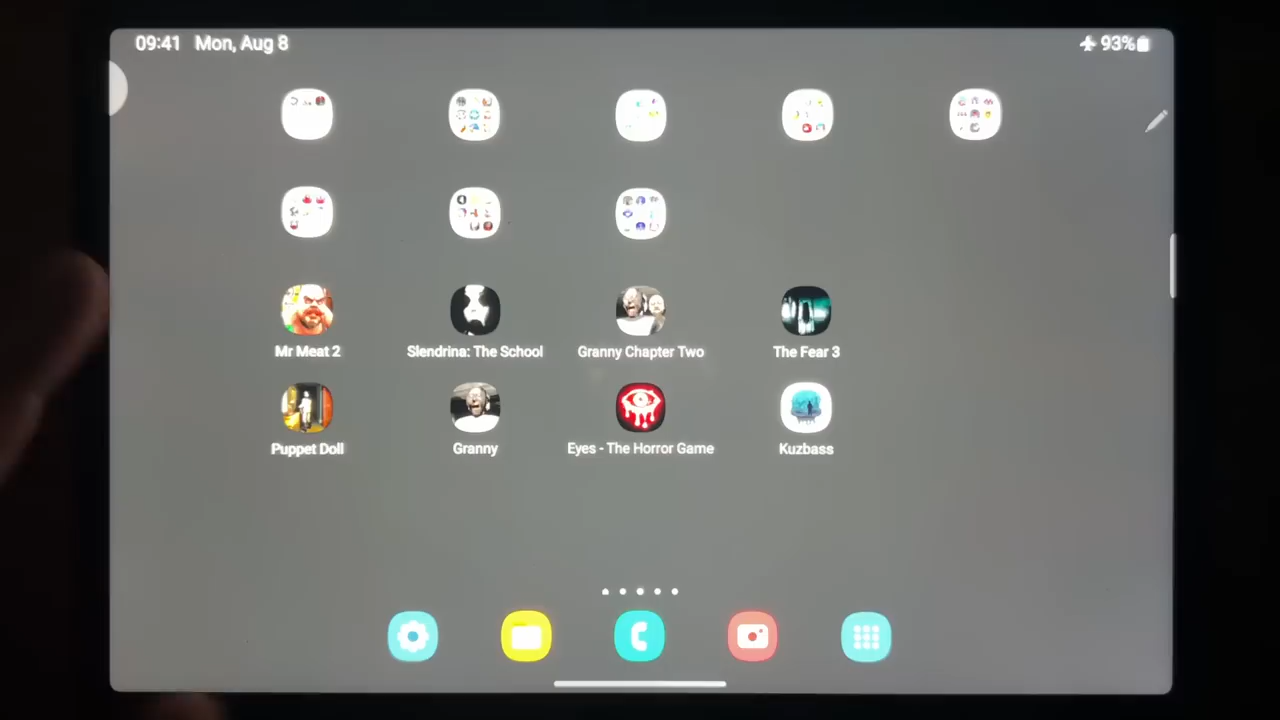 09:41 Mon, Aug 8 93%
Mr Meat 2 Slendrina: The School Granny Chapter Two The Fear 3
Puppet Doll Granny Eyes - The Horror Game Kuzbass